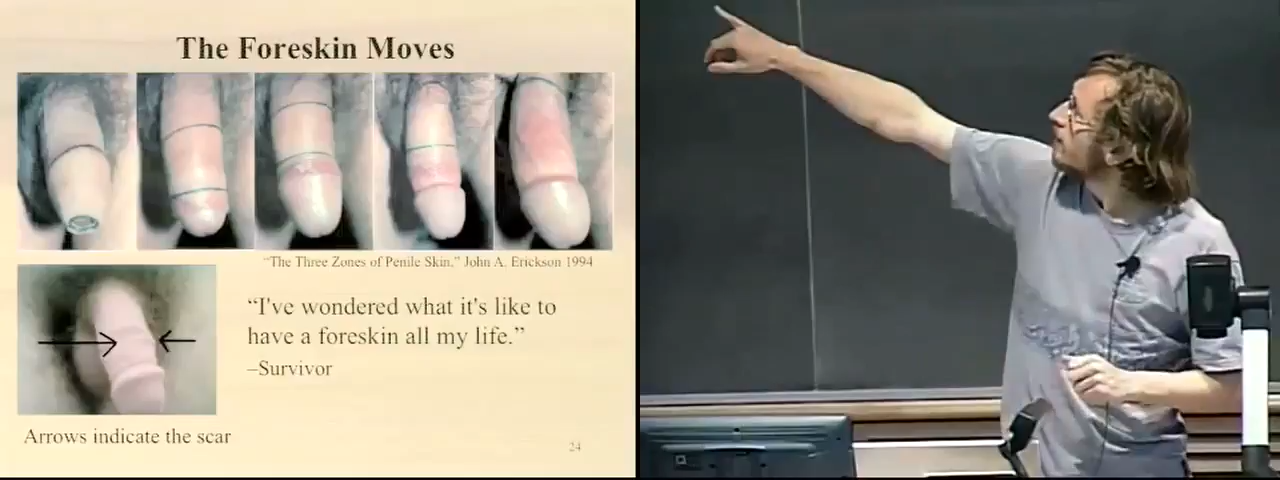 The Foreskin Moves
"The Three Zones of Penile Skin," John A. Erickson 1994
"I've wondered what it's like to
have a foreskin all my life."
–Survivor
Arrows indicate the scar
24